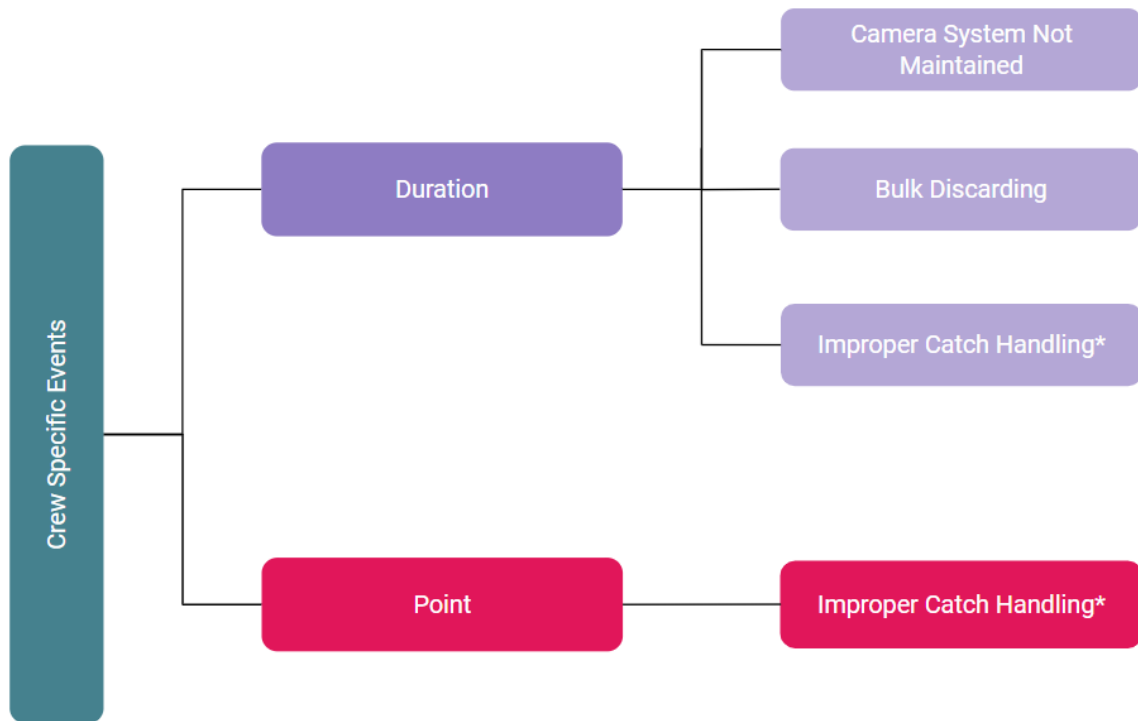 Crew Specific Events
Duration
Camera System Not
Maintained
Bulk Discarding
Improper Catch Handling*
Point
Improper Catch Handling*